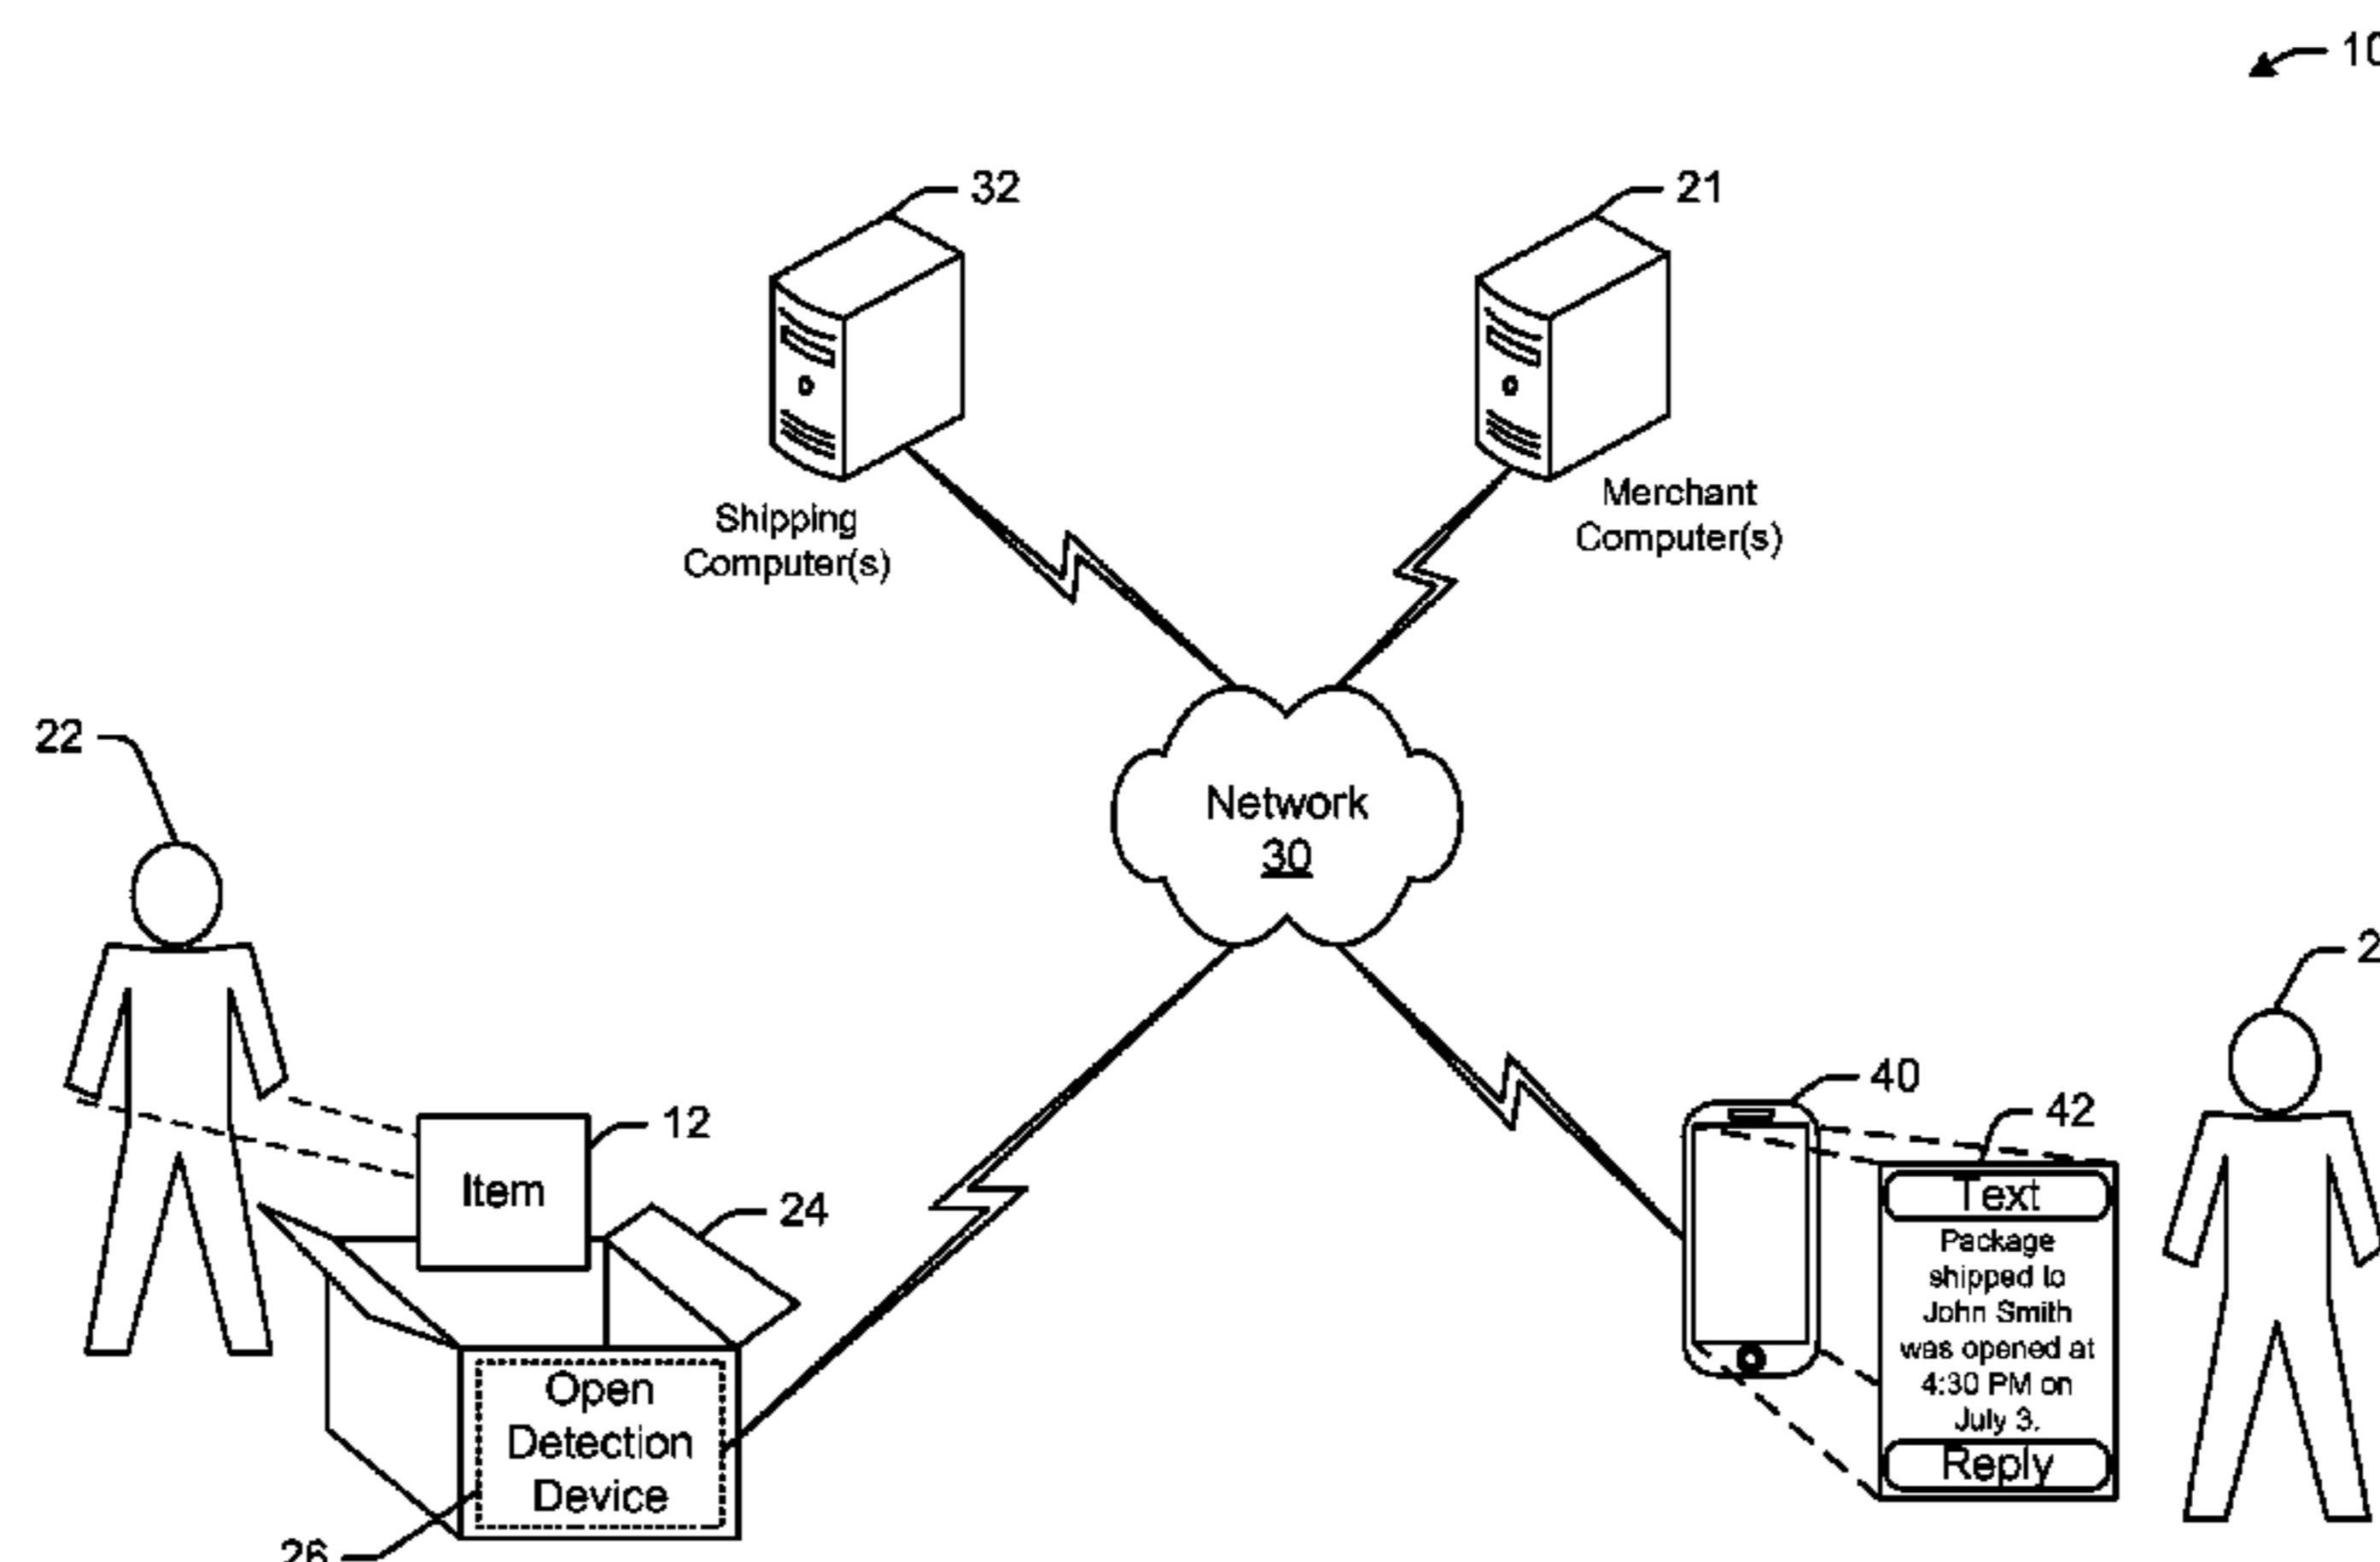 10
32
21
Shipping
Computer(s)
Merchant
Computer(s)
22
Network
30
2
40
42
12
Item
24
Text
Package
shipped to
John Smith
was opened at
4:30 PM on
July 3.
Reply
Open
Detection
Device
26